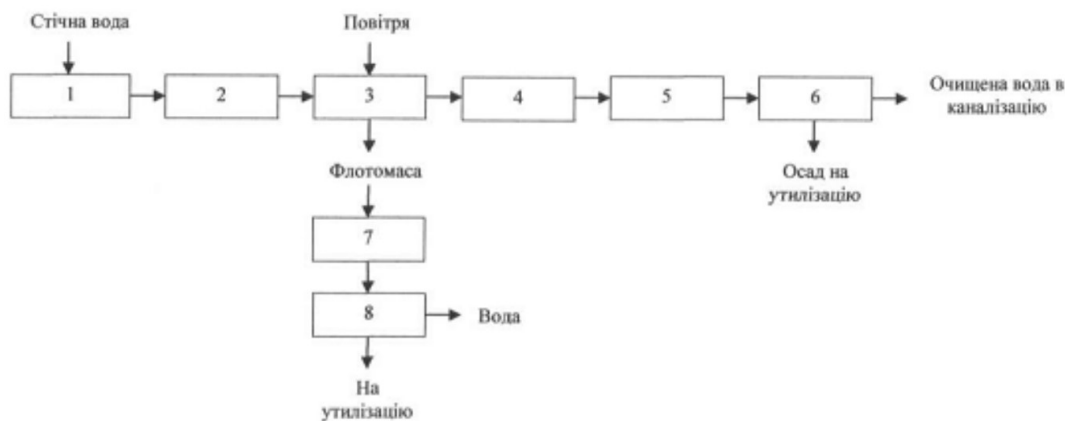 Стічна вода
Повітря
1
2
3
4
5
6
Очищена вода в
каналізацію
Флотомаса
Осад на
утилізацію
7
8
Вода
На
утилізацію